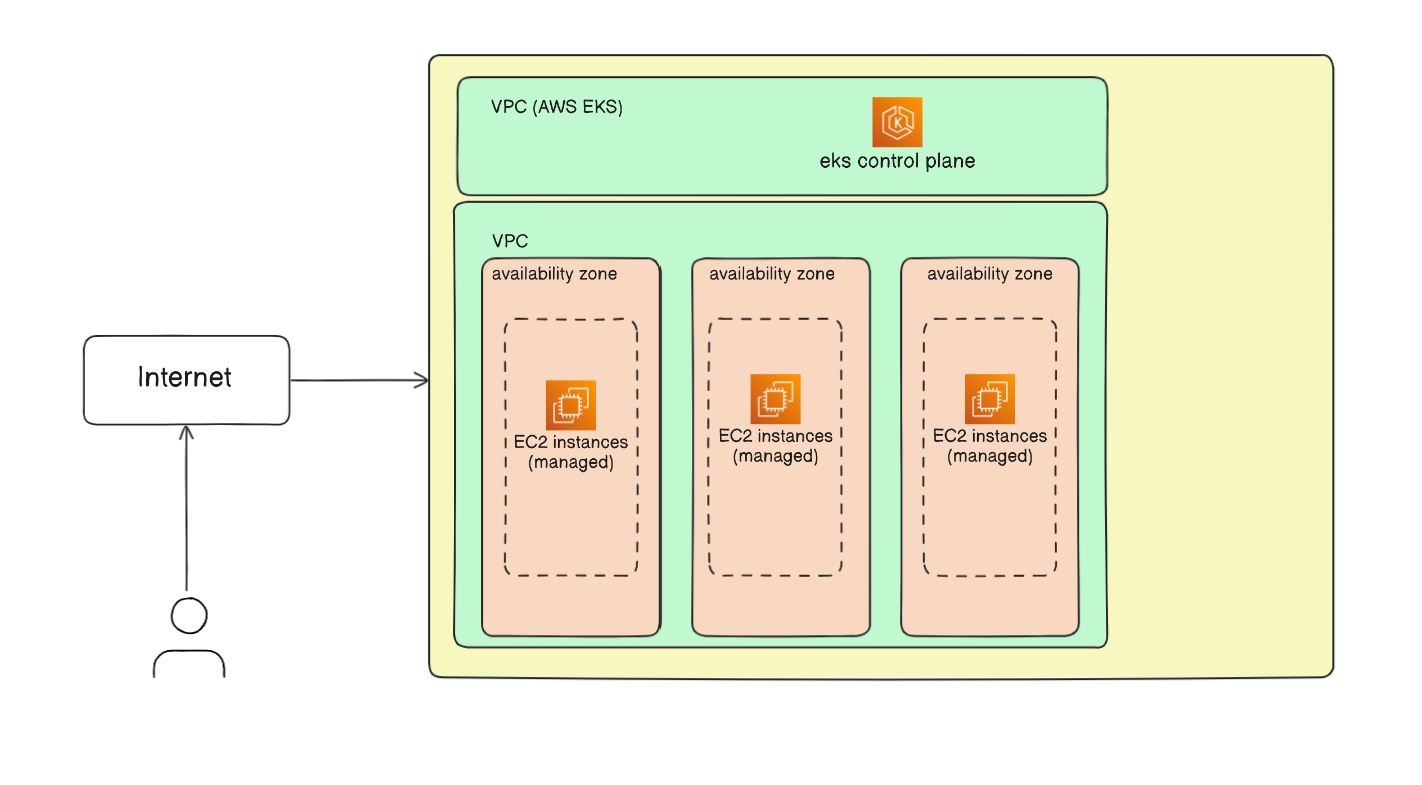 VPC (AWS EKS)
eks control plane
VPC
availability zone
availability zone
availability zone
EC2 instances
(managed)
EC2 instances
(managed)
EC2 instances
(managed)
Internet